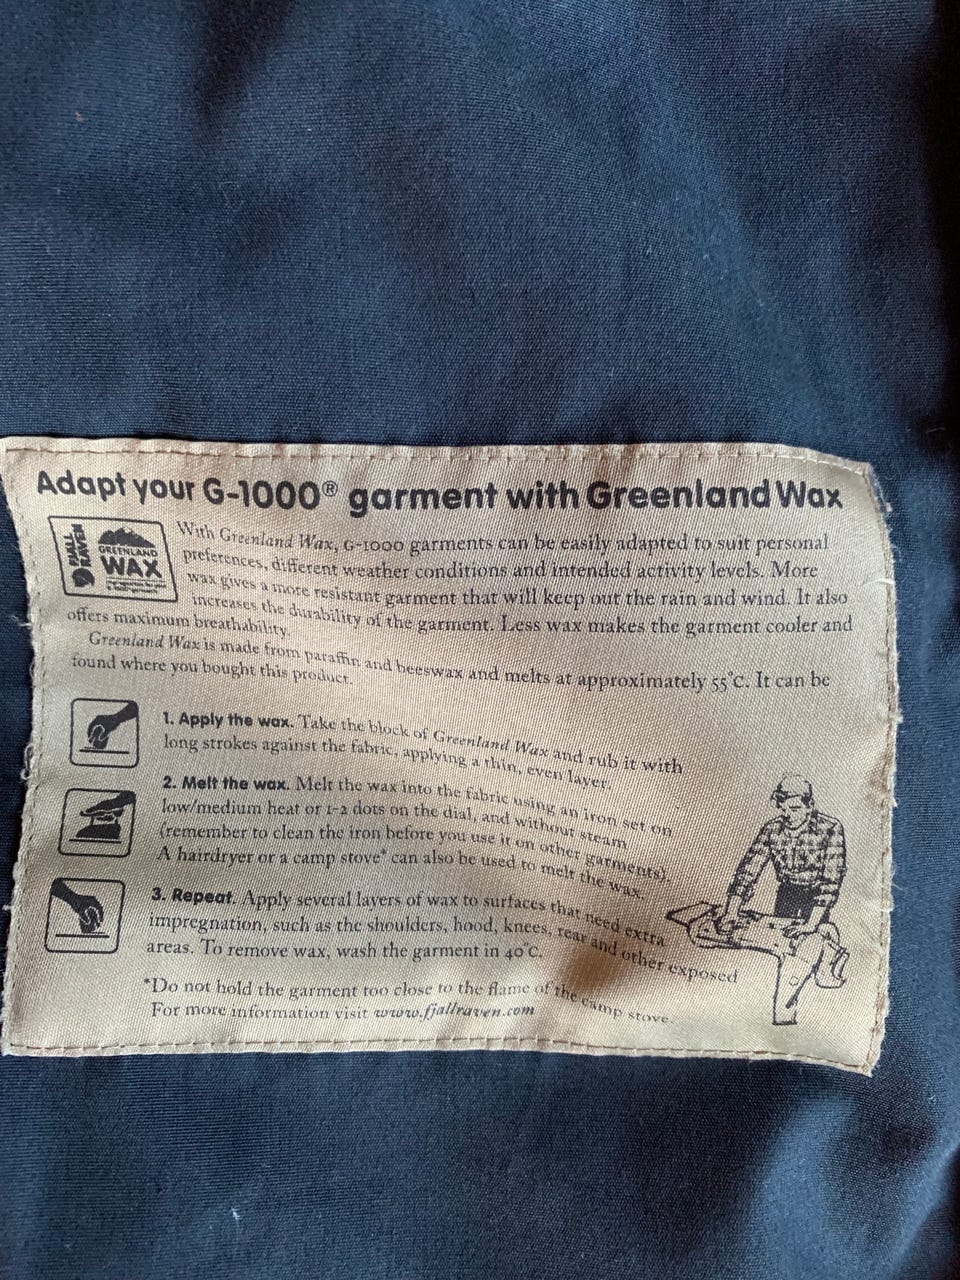 Adapt your G-1000® garment with Greenland Wax
FJÄLL
RÄVEN
GREENLAND
WAX
With Greenland Wax, G-1000 garments can be easily adapted to suit personal
preferences, different weather conditions and intended activity levels. More
wax gives a more resistant garment that will keep out the rain and wind. It also
increases the durability of the garment. Less wax makes the garment cooler and
offers maximum breathability.
Greenland Wax is made from paraffin and beeswax and melts at approximately 55°C. It can be
found where you bought this product.
1. Apply the wax. Take the block of Greenland Wax and rub it with
long strokes against the fabric, applying a thin, even layer.
2. Melt the wax. Melt the wax into the fabric using an iron set on
low/medium heat or 1-2 dots on the dial, and without steam
(remember to clean the iron before you use it on other garments).
A hairdryer or a camp stove* can also be used to melt the wax.
3. Repeat. Apply several layers of wax to surfaces that need extra
impregnation, such as the shoulders, hood, knees, rear and other exposed
areas. To remove wax, wash the garment in 40°C.
*Do not hold the garment too close to the flame of the camp stove.
For more information visit www.fjallraven.com